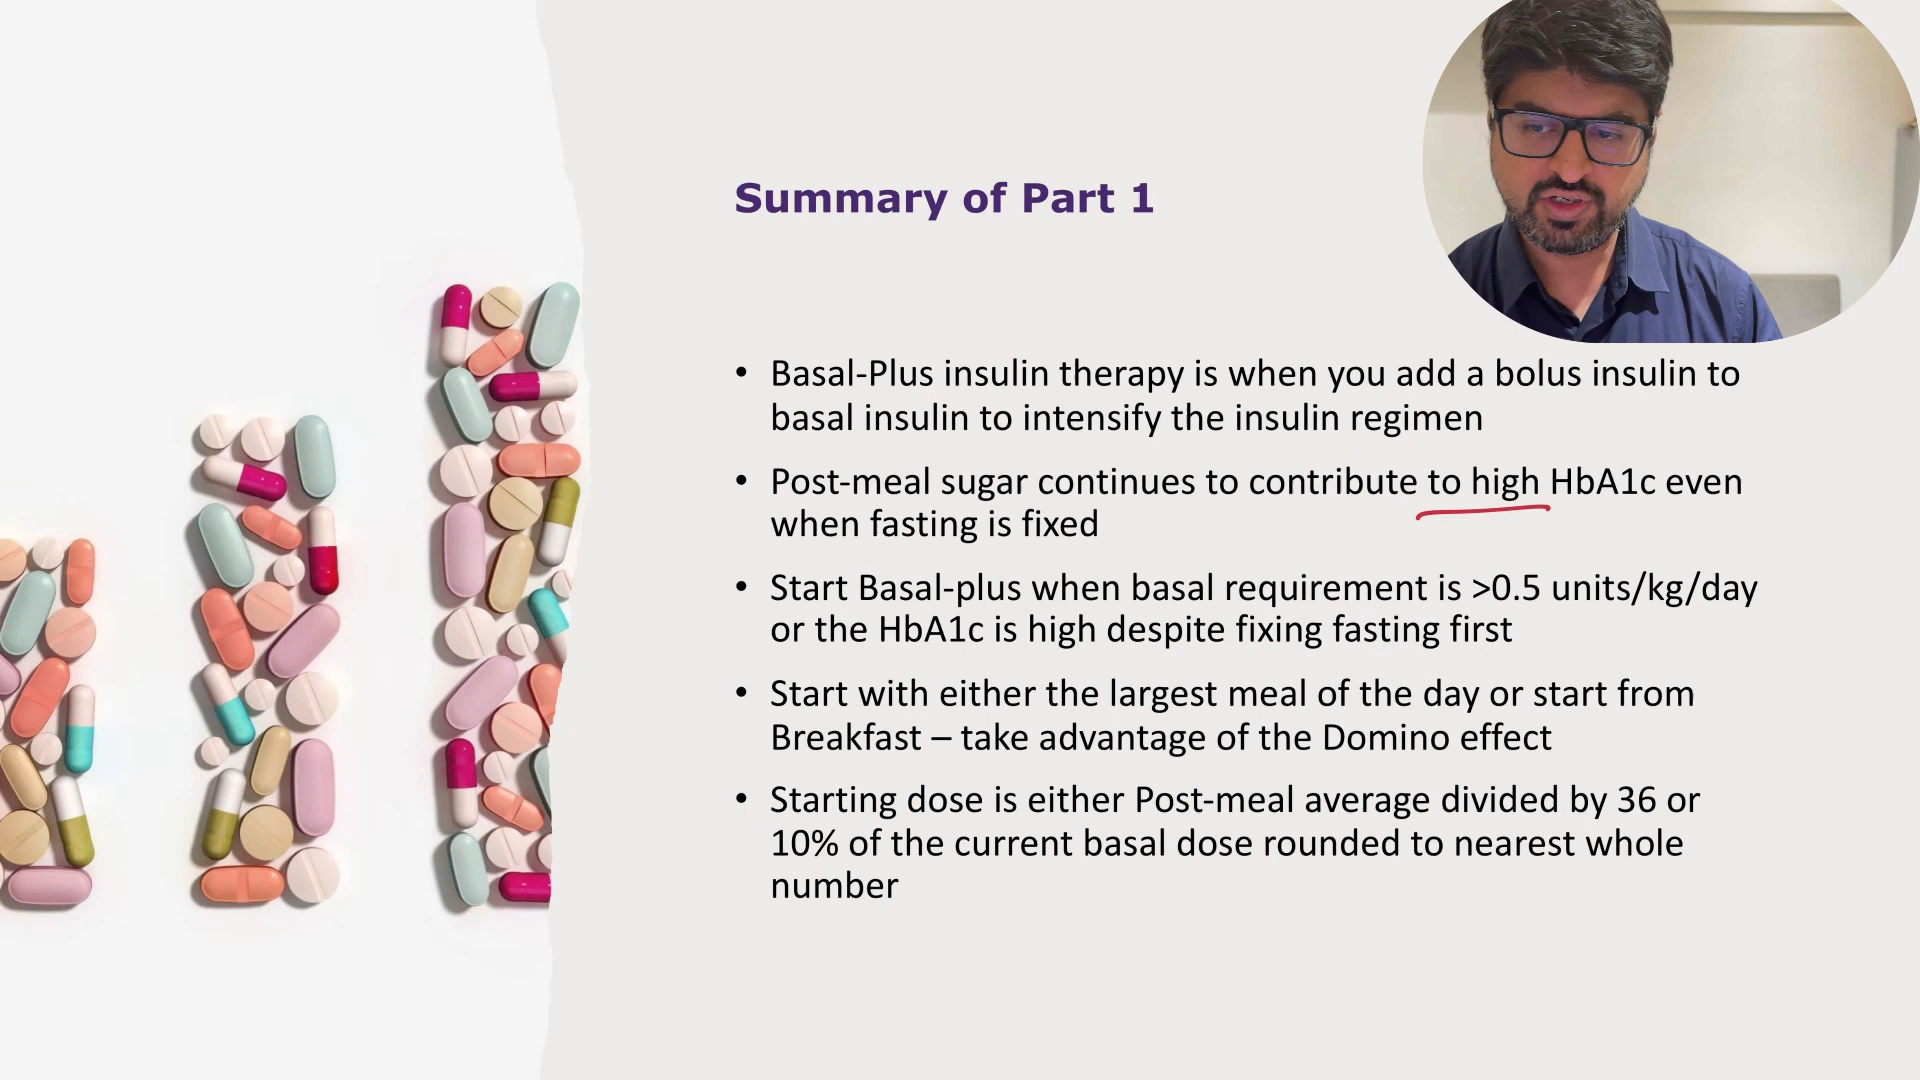 Summary of Part 1
• Basal-Plus insulin therapy is when you add a bolus insulin to
basal insulin to intensify the insulin regimen
• Post-meal sugar continues to contribute to high HbA1c even
when fasting is fixed
• Start Basal-plus when basal requirement is >0.5 units/kg/day
or the HbA1c is high despite fixing fasting first
• Start with either the largest meal of the day or start from
Breakfast – take advantage of the Domino effect
• Starting dose is either Post-meal average divided by 36 or
10% of the current basal dose rounded to nearest whole
number